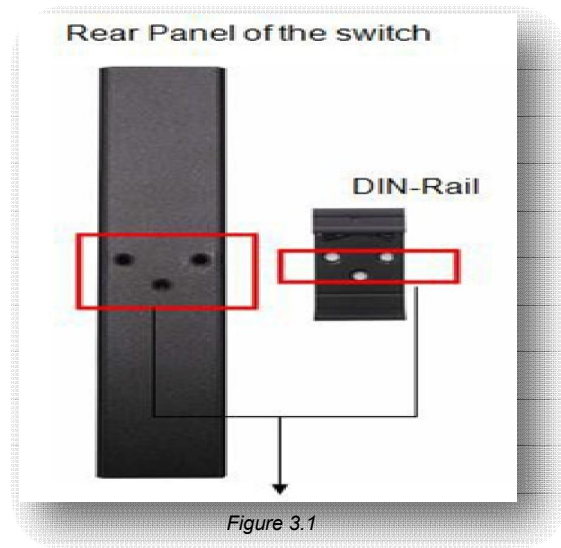 Rear Panel of the switch
DIN-Rail
Figure 3.1